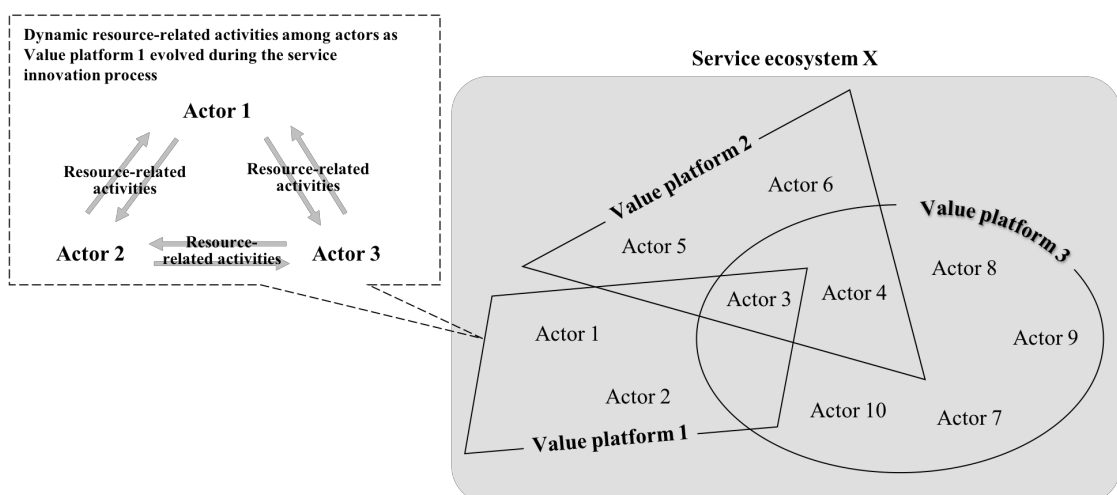 Dynamic resource-related activities among actors as
Value platform 1 evolved during the service
innovation process
Actor 1
Resource-related
activities
Resource-related
activities
Actor 2
Resource-
related activities
Actor 3
Service ecosystem X
Value platform 2
Actor 6
Value platform 3
Actor 5
Actor 8
Actor 3
Actor 4
Actor 1
Actor 9
Actor 2
Actor 10
Actor 7
Value platform 1